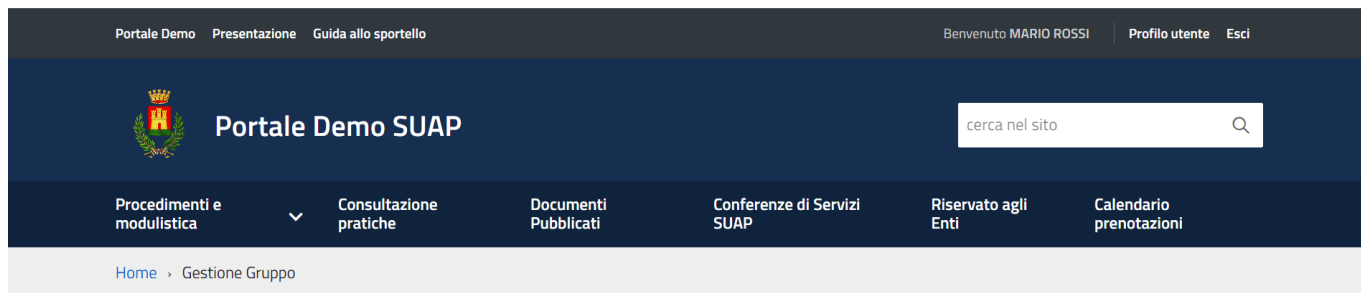 Portale Demo Presentazione Guida allo sportello Benvenuto MARIO ROSSI Profilo utente Esci
Portale Demo SUAP
cerca nel sito
Procedimenti e modulistica
Consultazione pratiche
Documenti Pubblicati
Conferenze di Servizi SUAP
Riservato agli Enti
Calendario prenotazioni
Home › Gestione Gruppo